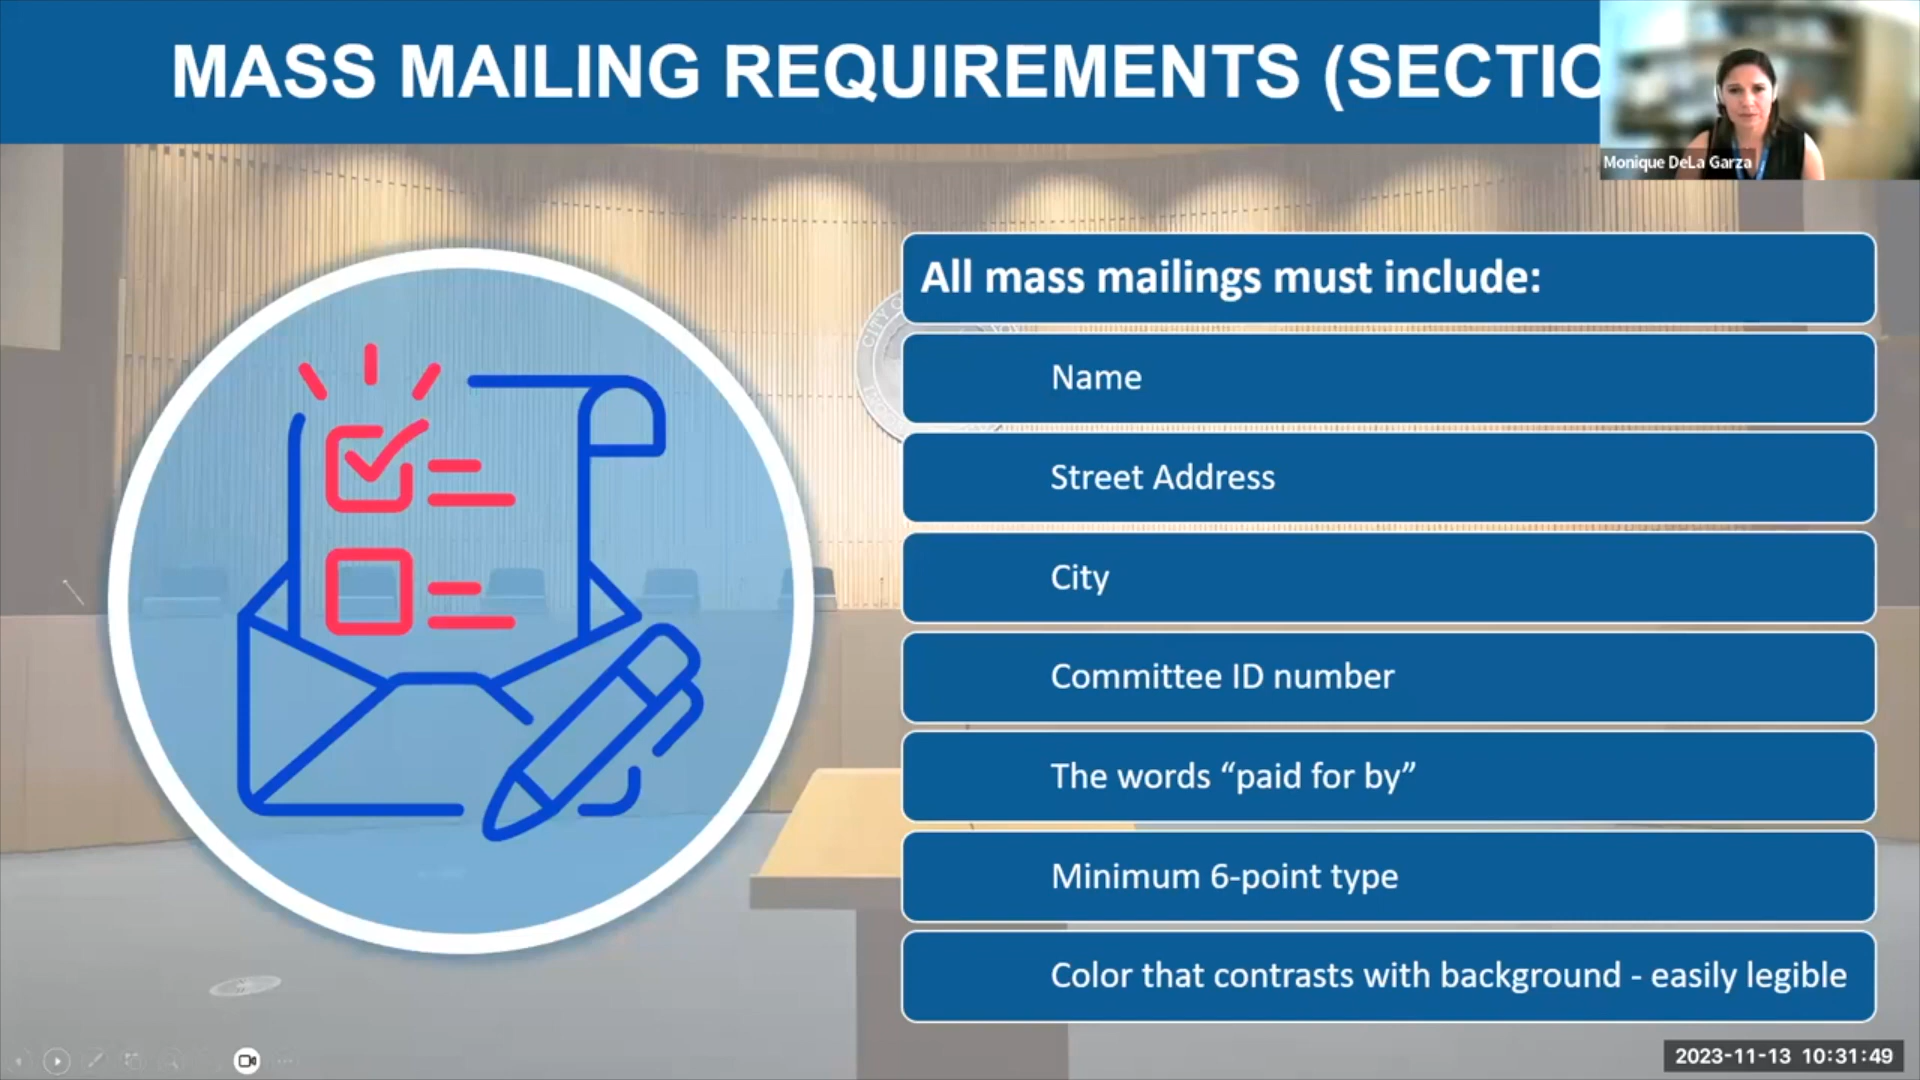 MASS MAILING REQUIREMENTS (SECTIO
Monique DeLa Garza
All mass mailings must include:
CITY O
Name
Street Address
City
Committee ID number
The words “paid for by”
Minimum 6-point type
Color that contrasts with background - easily legible
2023-11-13 10:31:49